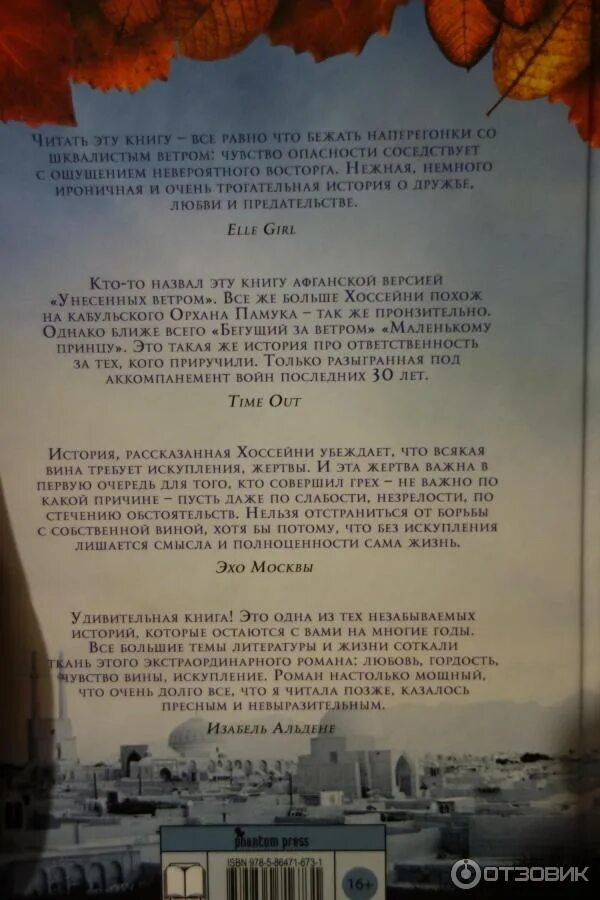 Читать эту книгу – все равно что бежать наперегонки со
шквалистым ветром: чувство опасности соседствует
с ощущением невероятного восторга. Нежная, немного
ироничная и очень трогательная история о дружбе,
любви и предательстве.
Elle Girl
Кто-то назвал эту книгу афганской версией
«Унесенных ветром». Все же больше Хоссейни похож
на кабульского Орхана Памука – так же пронзительно.
Однако ближе всего «Бегущий за ветром» «Маленькому
принцу». Это такая же история про ответственность
за тех, кого приручили. Только разыгранная под
аккомпанемент войн последних 30 лет.
Time Out
История, рассказанная Хоссейни убеждает, что всякая
вина требует искупления, жертвы. И эта жертва важна в
первую очередь для того, кто совершил грех – не важно по
какой причине – пусть даже по слабости, незрелости, по
стечению обстоятельств. Нельзя отстраниться от борьбы
с собственной виной, хотя бы потому, что без искупления
лишается смысла и полноценности сама жизнь.
Эхо Москвы
Удивительная книга! Это одна из тех незабываемых
историй, которые остаются с вами на многие годы.
Все большие темы литературы и жизни соткали
ткань этого экстраординарного романа: любовь, гордость,
чувство вины, искупление. Роман настолько мощный,
что очень долго все, что я читала позже, казалось
пресным и невыразительным.
Изабель Альенде
phantom press
ISBN 978-5-86471-673-1
16+
ОТЗОВИК